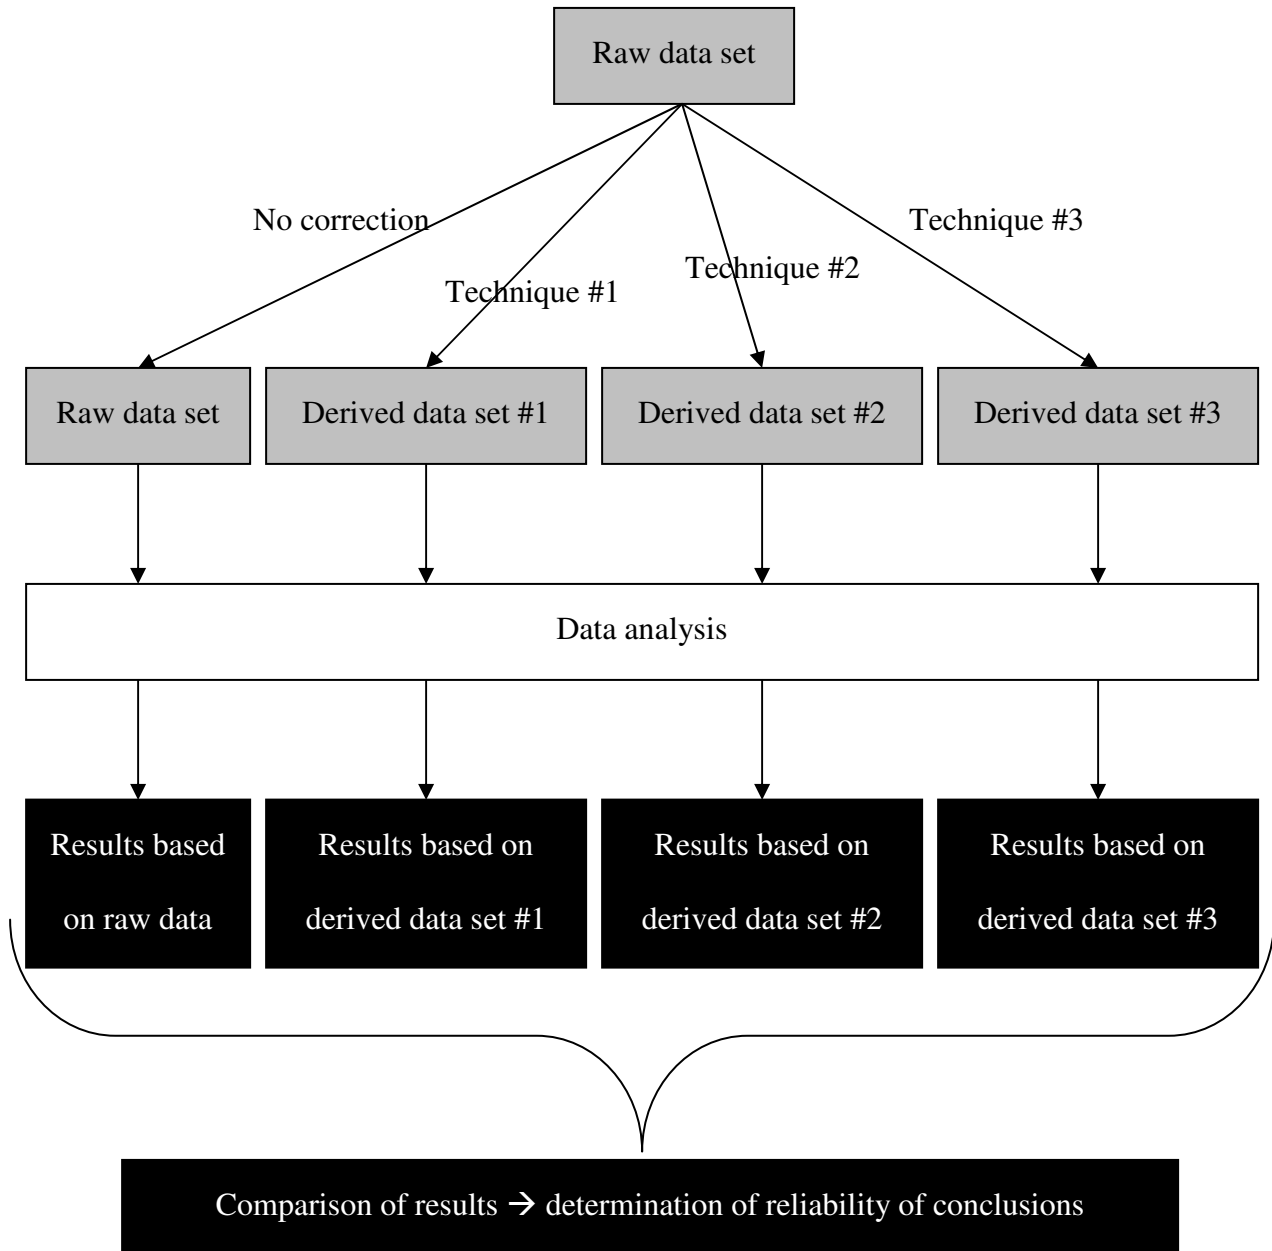 Raw data set
No correction
Technique #3
Technique #2
Technique #1
Raw data set
Derived data set #1
Derived data set #2
Derived data set #3
Data analysis
Results based
on raw data
Results based on
derived data set #1
Results based on
derived data set #2
Results based on
derived data set #3
Comparison of results → determination of reliability of conclusions